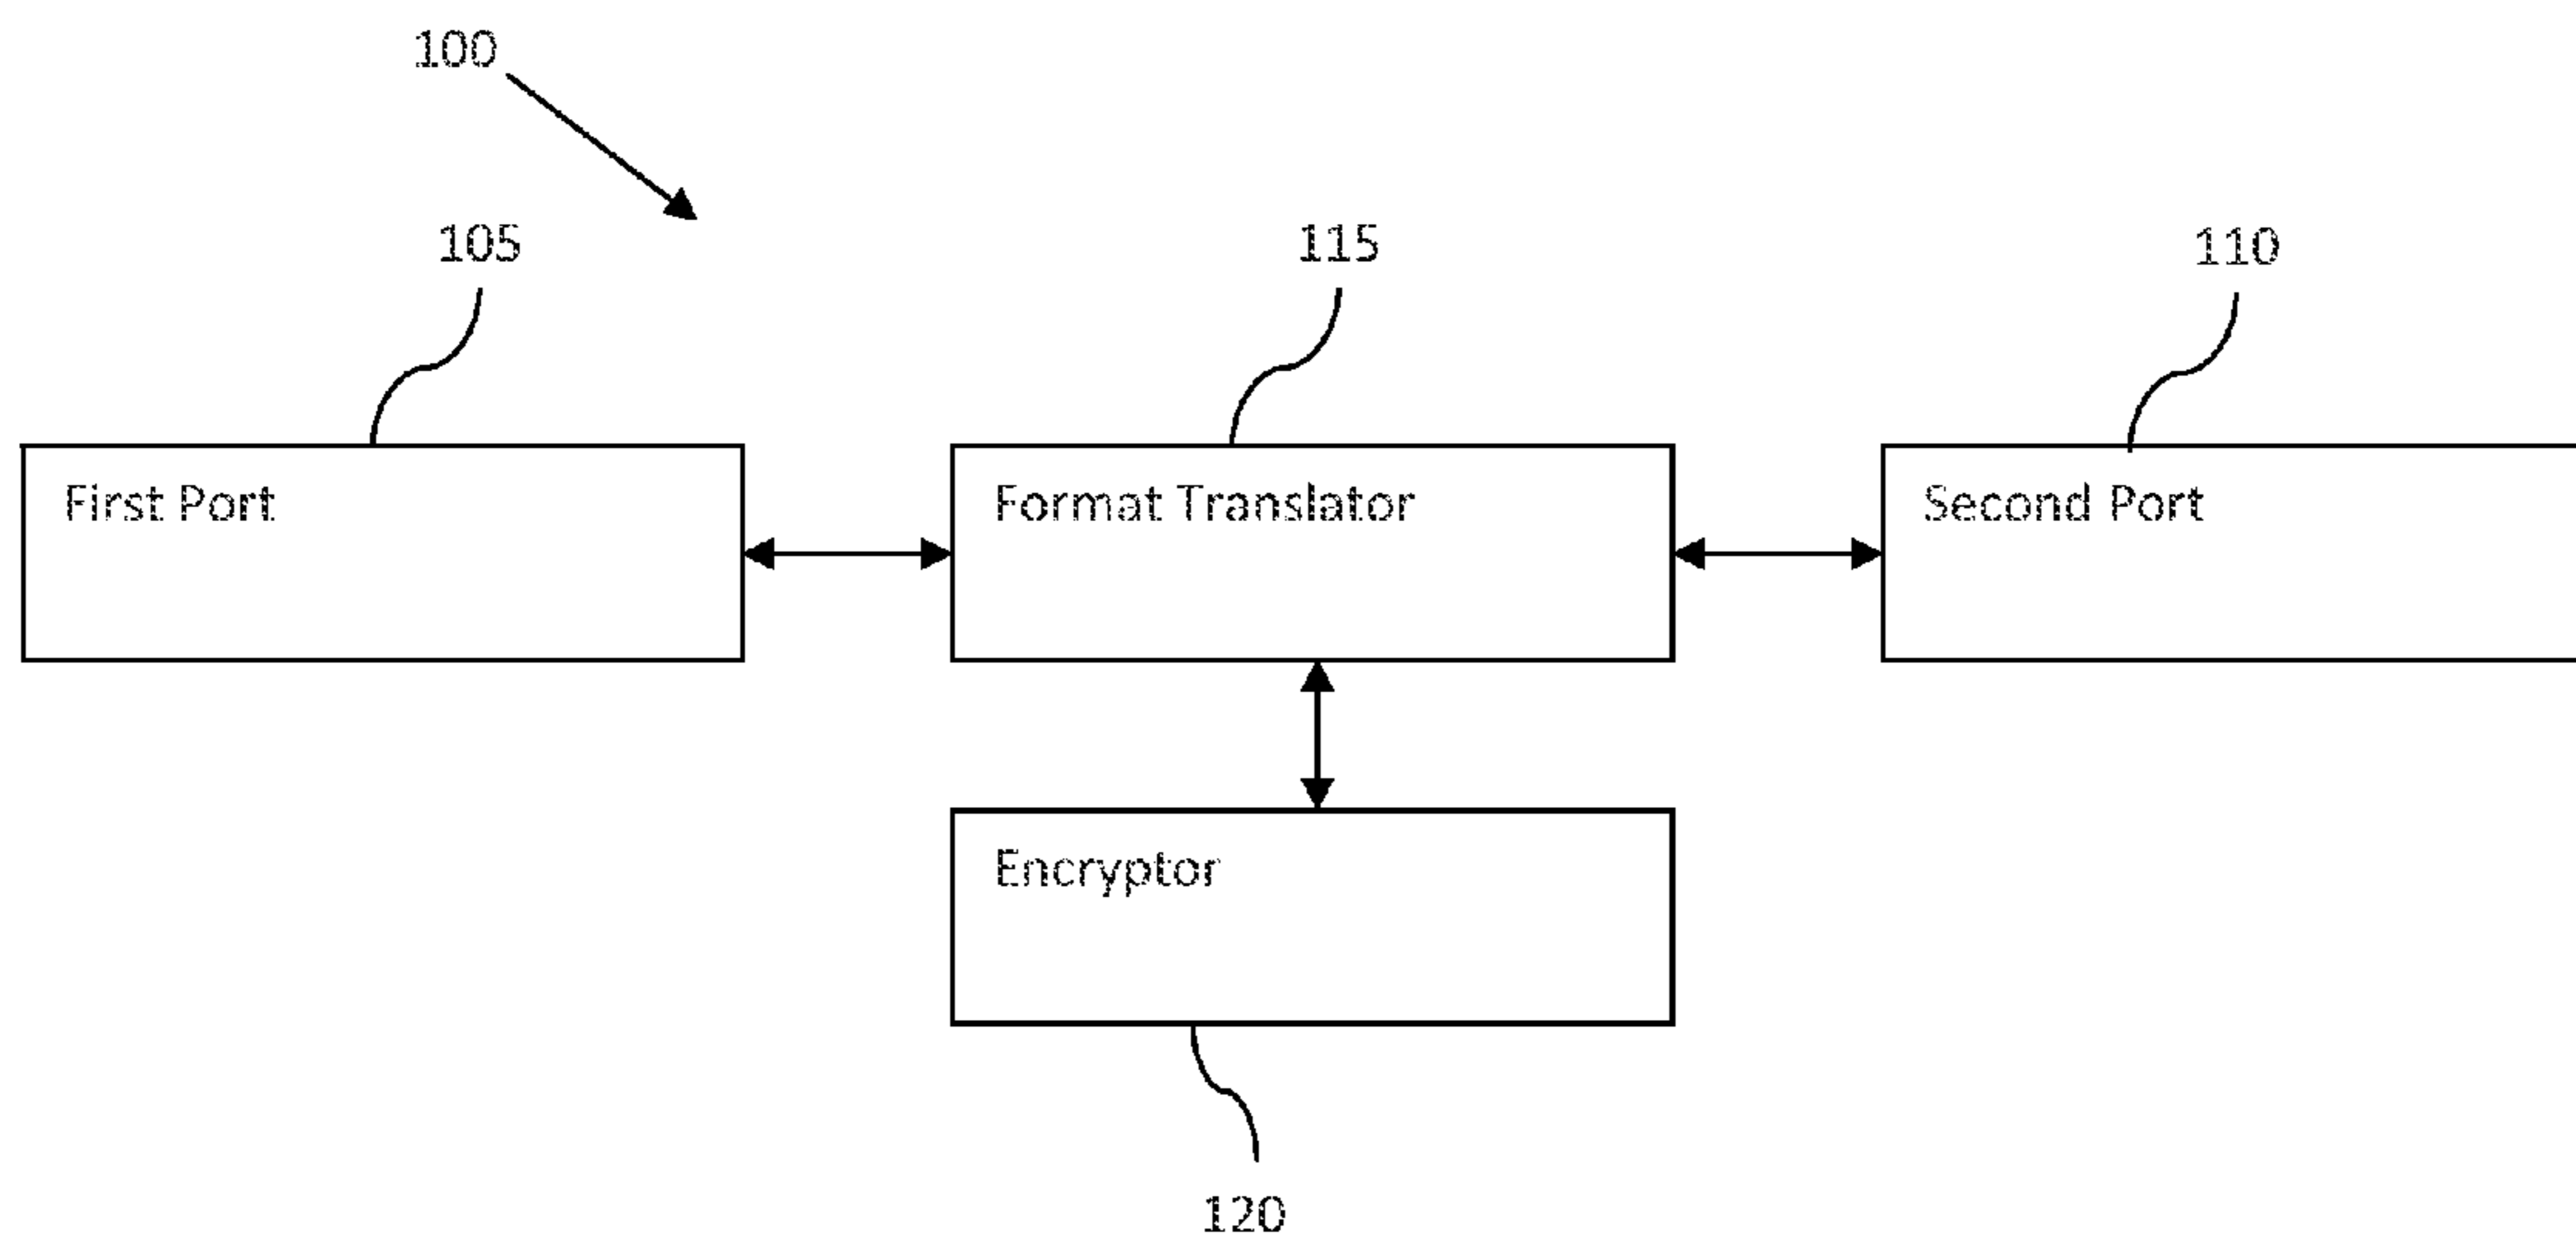 100
105
115
110
First Port
Format Translator
Second Port
Encryptor
120